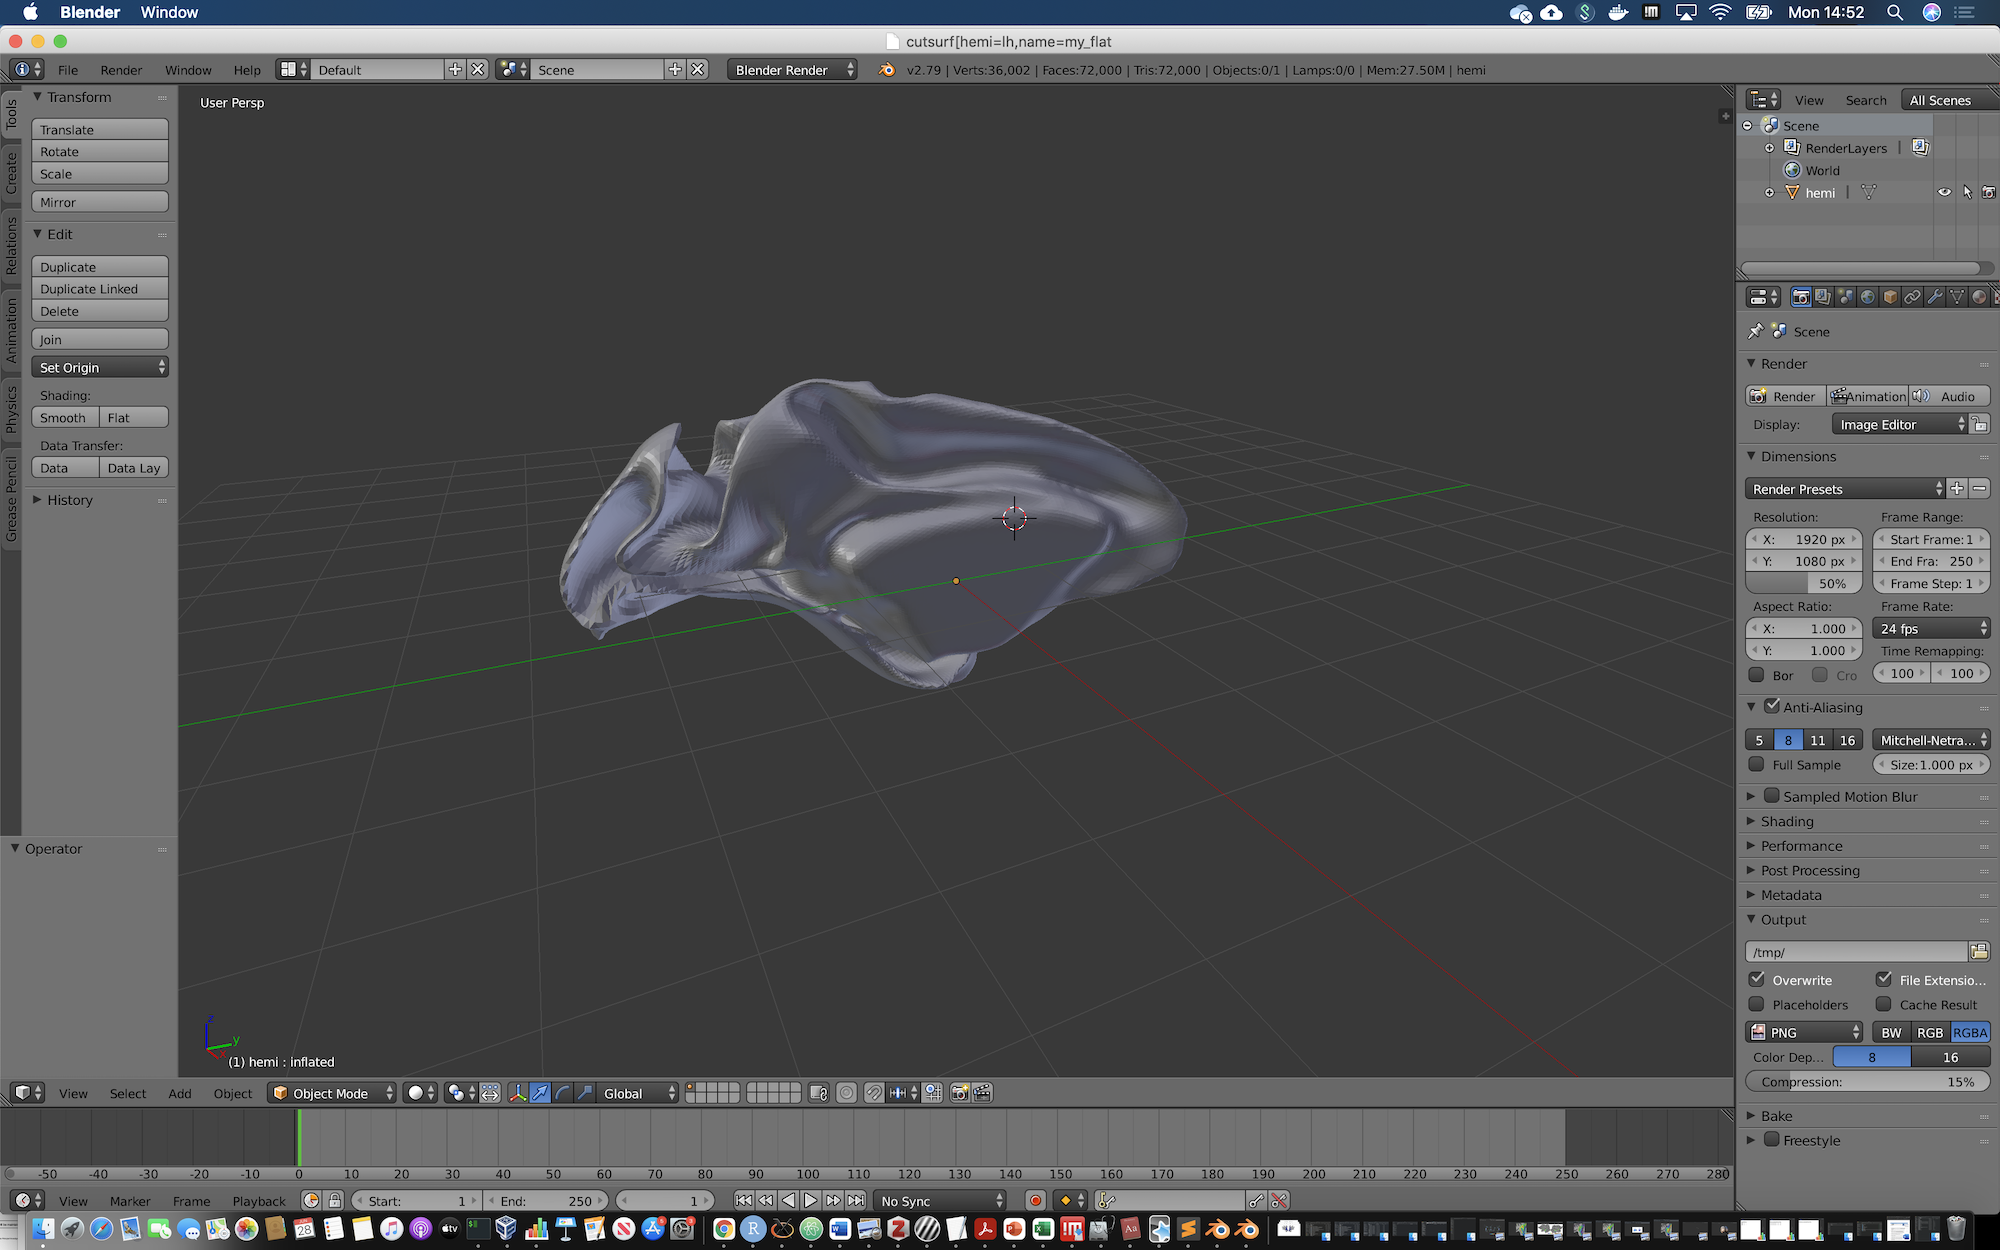 Blender Window Mon 14:52
cutsurf[hemi=lh,name=my_flat
File Render Window Help Default Scene Blender Render v2.79 | Verts:36,002 | Faces:72,000 | Tris:72,000 | Objects:0/1 | Lamps:0/0 | Mem:27.50M | hemi
Tools
Create
Relations
Animation
Physics
Grease Pencil
Transform
Translate
Rotate
Scale
Mirror
Edit
Duplicate
Duplicate Linked
Delete
Join
Set Origin
Shading:
Smooth Flat
Data Transfer:
Data Data Lay
History
Operator
User Persp
z
y
(1) hemi : inflated
View Search All Scenes
Scene
RenderLayers |
World
hemi |
Scene
Render
Render Animation Audio
Display: Image Editor
Dimensions
Render Presets
Resolution: Frame Range:
X: 1920 px Start Frame: 1
Y: 1080 px End Fra: 250
50% Frame Step: 1
Aspect Ratio: Frame Rate:
X: 1.000 24 fps
Y: 1.000 Time Remapping:
Bor Cro 100 100
Anti-Aliasing
5 8 11 16 Mitchell-Netra...
Full Sample Size:1.000 px
Sampled Motion Blur
Shading
Performance
Post Processing
Metadata
Output
/tmp/
Overwrite File Extensio...
Placeholders Cache Result
PNG BW RGB RGBA
Color Dep... 8 16
Compression: 15%
Bake
Freestyle
View Select Add Object Object Mode Global
-50 -40 -30 -20 -10 0 10 20 30 40 50 60 70 80 90 100 110 120 130 140 150 160 170 180 190 200 210 220 230 240 250 260 270 280
View Marker Frame Playback Start: 1 End: 250 1 No Sync